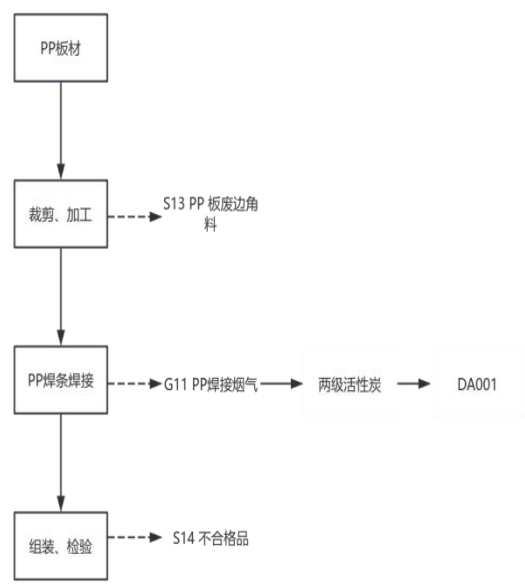 PP板材
裁剪、加工
S13 PP 板废边角
料
PP焊条焊接
G11 PP焊接烟气
两级活性炭
DA001
组装、检验
S14 不合格品